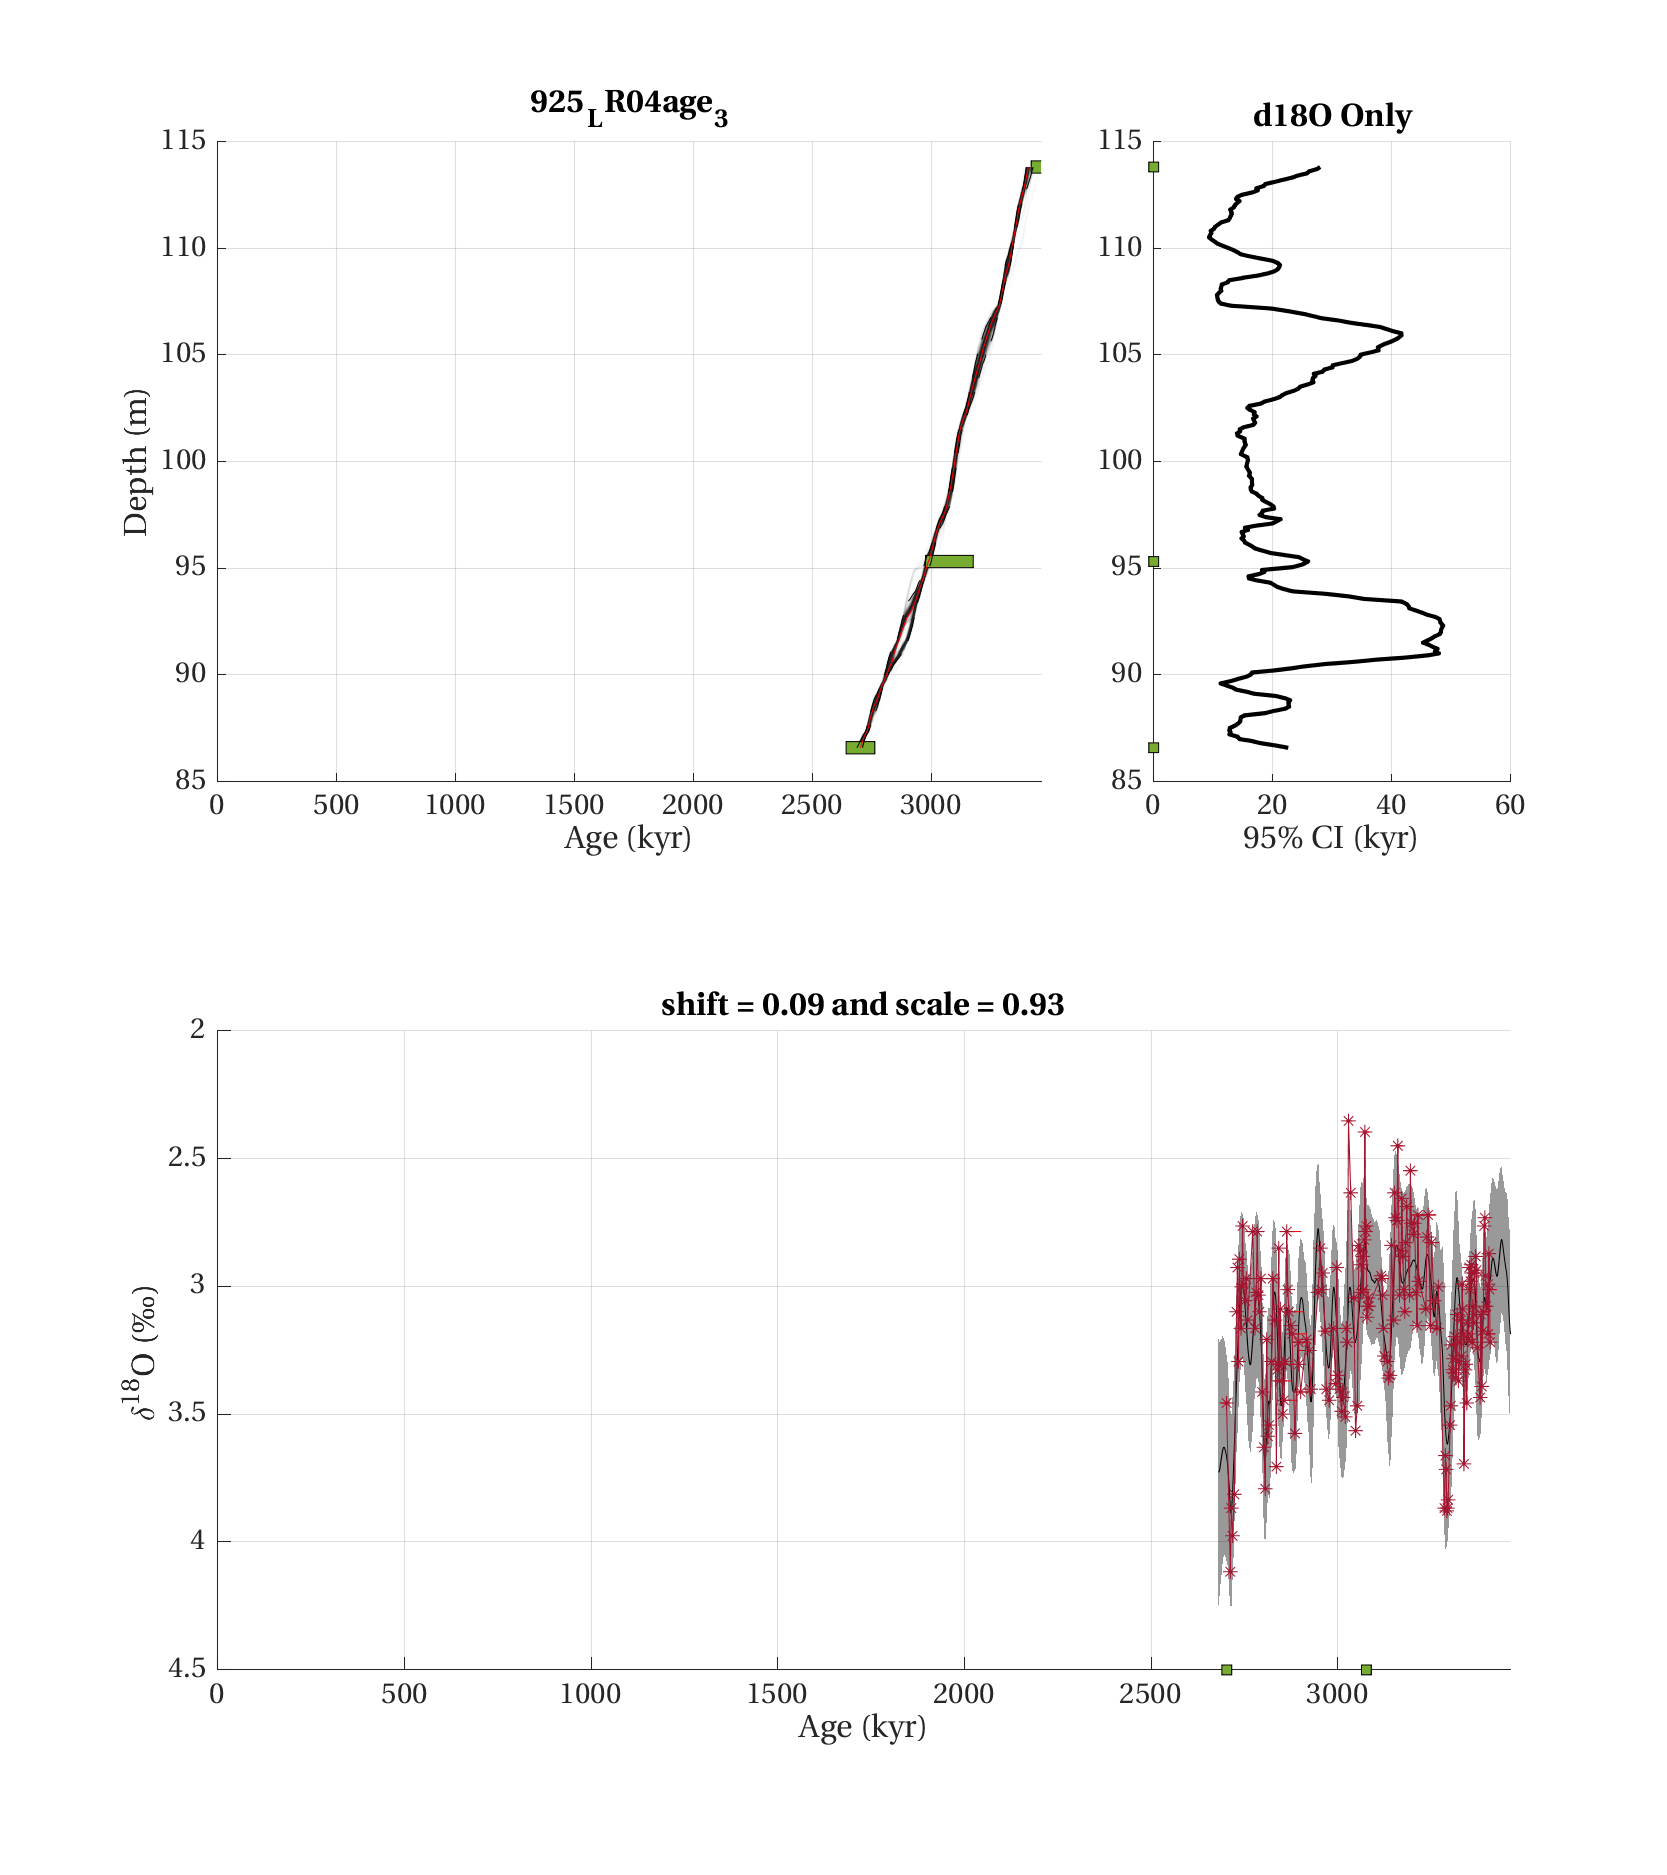 925LR04age3
115
110
105
100
95
90
85
Depth (m)
0 500 1000 1500 2000 2500 3000
Age (kyr)
d18O Only
115
110
105
100
95
90
85
0 20 40 60
95% CI (kyr)
shift = 0.09 and scale = 0.93
2
2.5
3
3.5
4
4.5
δ18O (‰)
0 500 1000 1500 2000 2500 3000
Age (kyr)